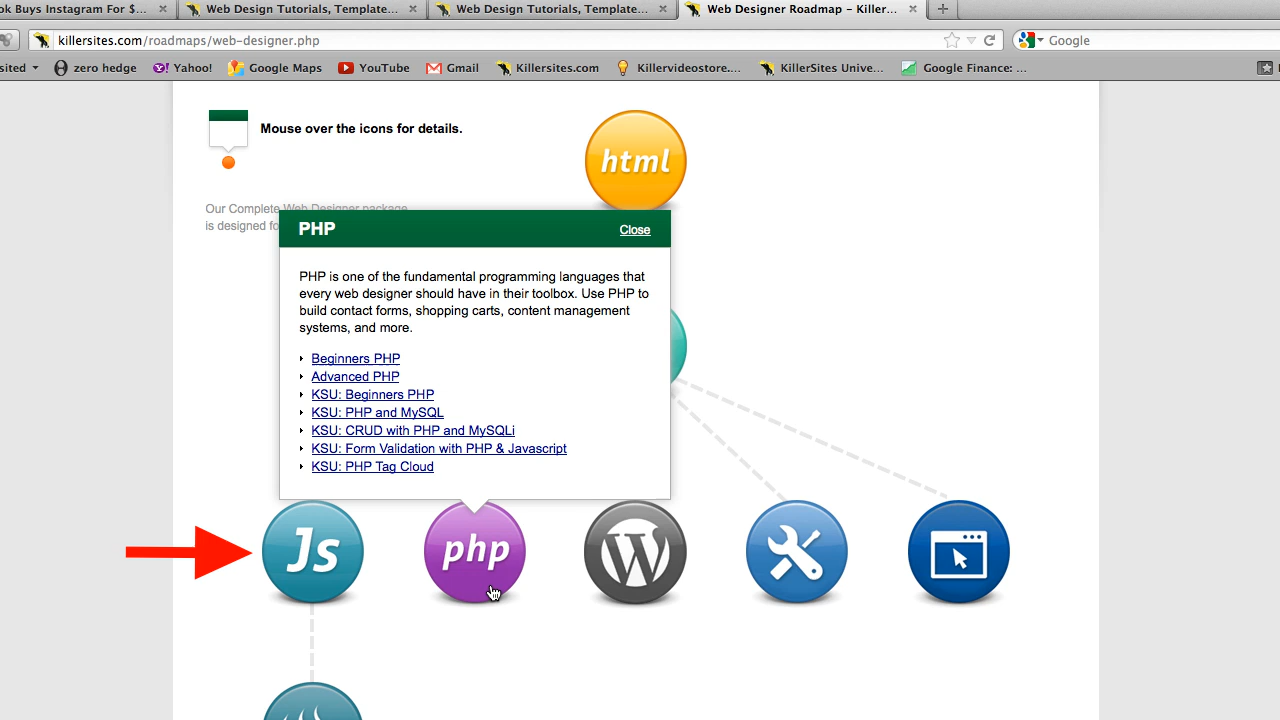 ok Buys Instagram For $...
Web Design Tutorials, Template...
Web Design Tutorials, Template...
Web Designer Roadmap – Killer...
killersites.com/roadmaps/web-designer.php
Google
sited
zero hedge
Yahoo!
Google Maps
YouTube
Gmail
Killersites.com
Killervideostore....
KillerSites Unive...
Google Finance: ...
Mouse over the icons for details.
html
Our Complete Web Designer package
is designed fo
PHP
Close
PHP is one of the fundamental programming languages that
every web designer should have in their toolbox. Use PHP to
build contact forms, shopping carts, content management
systems, and more.
Beginners PHP
Advanced PHP
KSU: Beginners PHP
KSU: PHP and MySQL
KSU: CRUD with PHP and MySQLi
KSU: Form Validation with PHP & Javascript
KSU: PHP Tag Cloud
Js
php